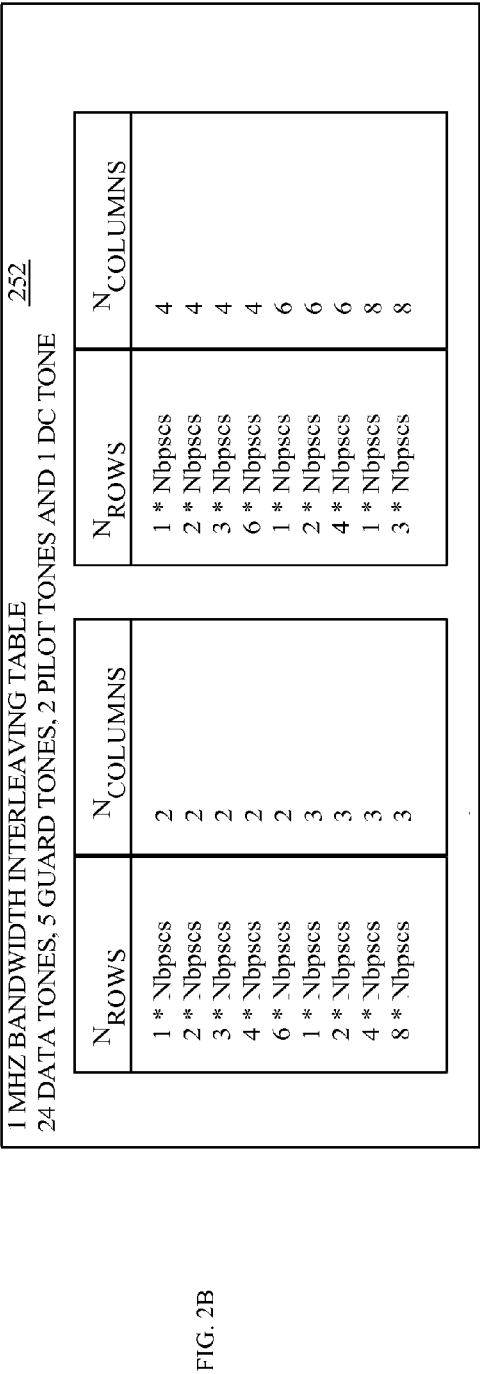 1 MHZ BANDWIDTH INTERLEAVING TABLE 252
24 DATA TONES, 5 GUARD TONES, 2 PILOT TONES AND 1 DC TONE
NROWS NCOLUMNS
1 * Nbpscs 2
2 * Nbpscs 2
3 * Nbpscs 2
4 * Nbpscs 2
6 * Nbpscs 2
1 * Nbpscs 3
2 * Nbpscs 3
4 * Nbpscs 3
8 * Nbpscs 3
NROWS NCOLUMNS
1 * Nbpscs 4
2 * Nbpscs 4
3 * Nbpscs 4
6 * Nbpscs 4
1 * Nbpscs 6
2 * Nbpscs 6
4 * Nbpscs 6
1 * Nbpscs 8
3 * Nbpscs 8
FIG. 2B